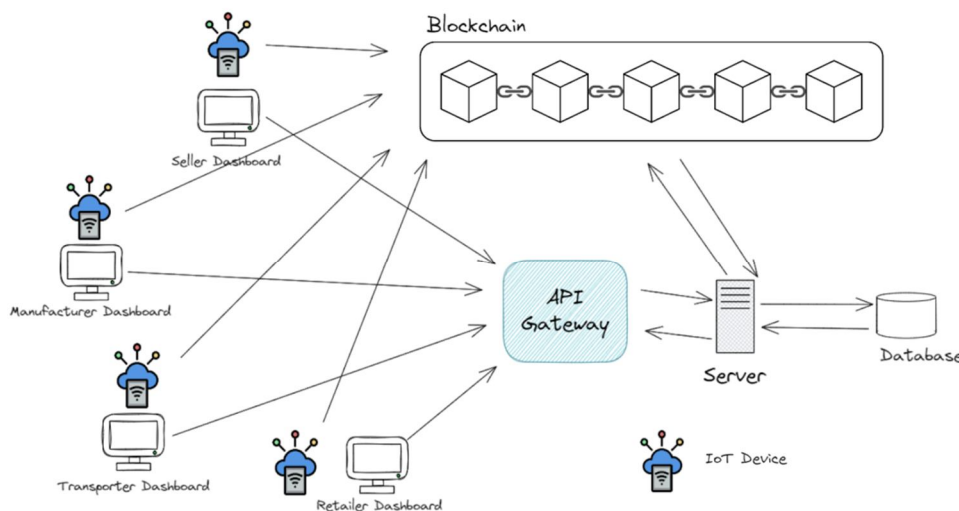 Blockchain
Seller Dashboard
Manufacturer Dashboard
API
Gateway
Server
Database
Transporter Dashboard
Retailer Dashboard
IoT Device